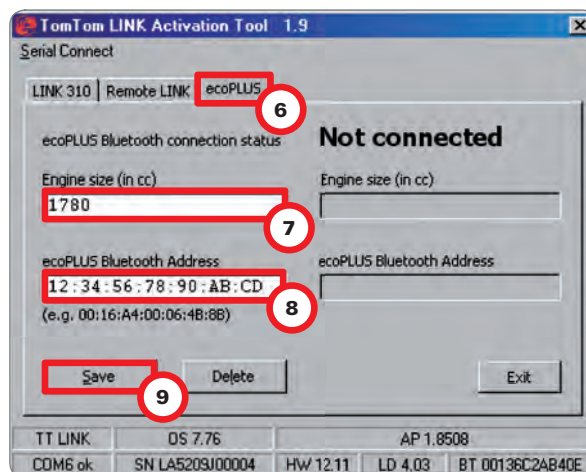 TomTom LINK Activation Tool 1.9
Serial Connect
LINK 310 Remote LINK ecoPLUS
6
ecoPLUS Bluetooth connection status Not connected
Engine size (in cc) Engine size (in cc)
1780
7
ecoPLUS Bluetooth Address ecoPLUS Bluetooth Address
12:34:56:78:90:AB:CD
8
(e.g. 00:16:A4:00:06:4B:8B)
Save Delete Exit
9
TT LINK OS 7.76 AP 1.8508
COM6 ok SN LA5209J00004 HW 12.11 LD 4.03 BT 00136C2AB40E